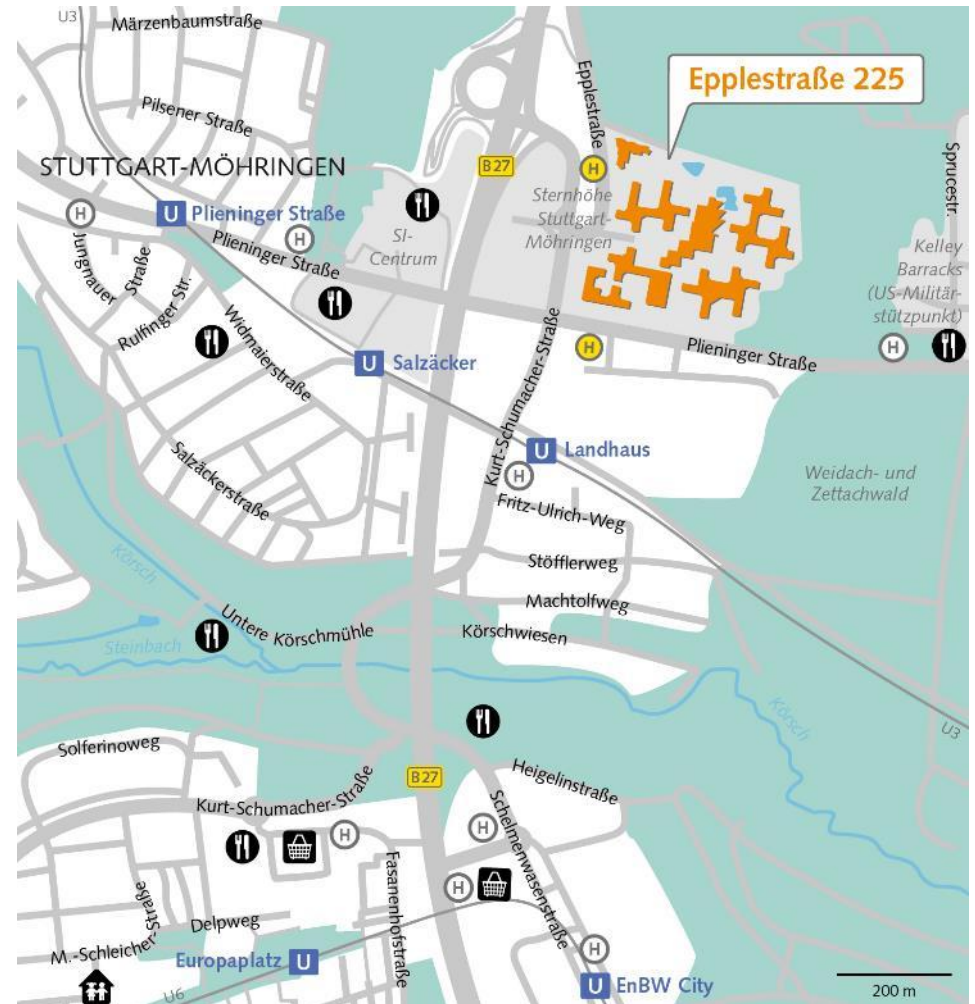 U3
Märzenbaumstraße
Pilsener Straße
STUTTGART-MÖHRINGEN
B27
Epplestraße
Epplestraße 225
H
Sternhöhe
Stuttgart-
Möhringen
Sprucestr.
H
U Plieninger Straße
H
SI-
Centrum
Jungnauer
Straße
Plieninger Straße
Kelley
Barracks
(US-Militär-
stützpunkt)
Rulfinger Str.
Widmaierstraße
H
Plieninger Straße
H
U Salzäcker
Kurt-Schumacher-Straße
U Landhaus
H
Salzäckerstraße
Fritz-Ulrich-Weg
Weidach- und
Zettachwald
Stöfflerweg
Körsch
Machtolfweg
Untere Körschmühle
Körschwiesen
Steinbach
Körsch
U3
Solferinoweg
B27
Heigelinstraße
Kurt-Schumacher-Straße
H
H
Schelmenwasenstraße
Fasanenhofstraße
H
M.-Schleicher-Straße
Delpweg
H
Europaplatz U
U6
U EnBW City
200 m